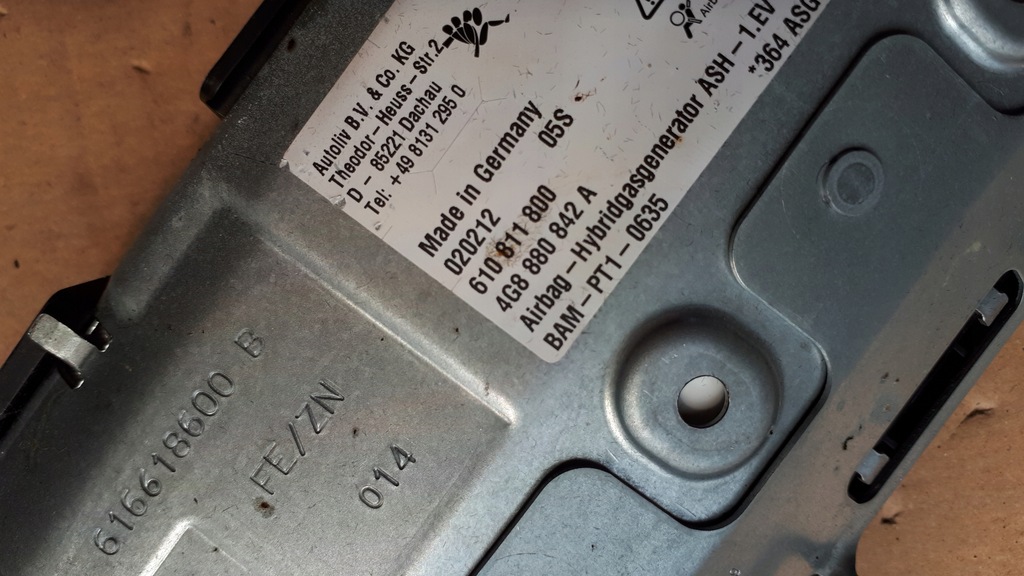 Autoliv B.V. & Co. KG
Theodor – Heuss – Str 2
D – 85221 Dachau
Tel: + 49 8131 295 0
Made in Germany
020212 05S
610 811 800
4G8 880 842 A
Airbag – Hybridgasgenerator ASH – 1.EV
BAM – PT1 – 0635 *364 ASG
616618600 B
FE/ZN
014